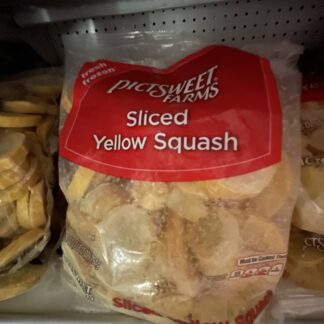 fresh
frozen
PICTSWEET
FARMS
Sliced
Yellow Squash
Must be Cooked
Sliced Yellow Squash